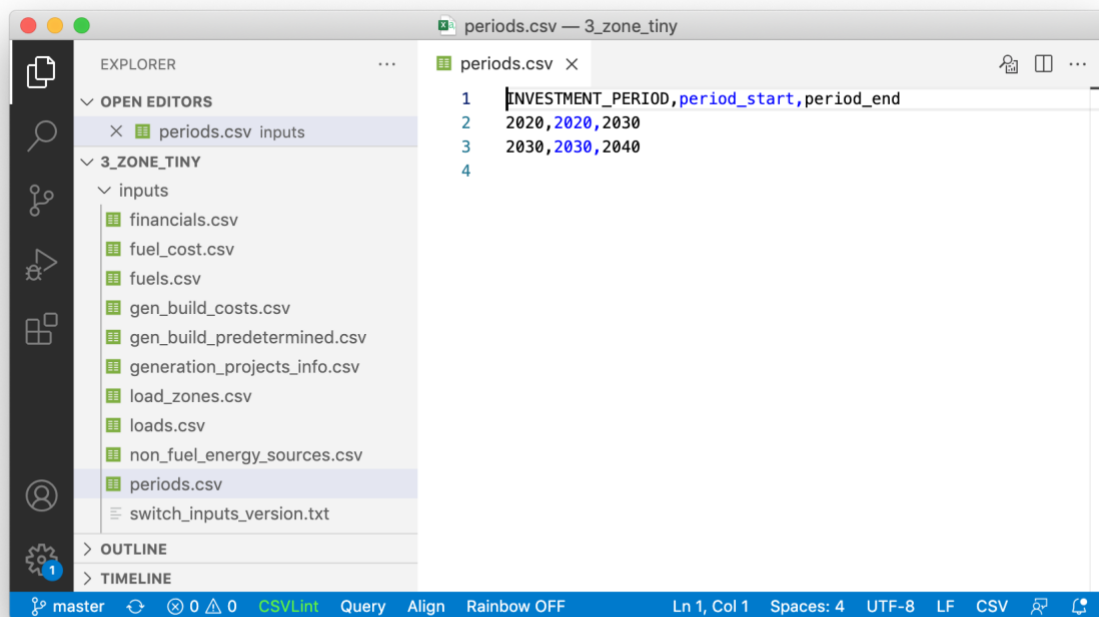 periods.csv — 3_zone_tiny
EXPLORER
OPEN EDITORS
periods.csv inputs
3_ZONE_TINY
inputs
financials.csv
fuel_cost.csv
fuels.csv
gen_build_costs.csv
gen_build_predetermined.csv
generation_projects_info.csv
load_zones.csv
loads.csv
non_fuel_energy_sources.csv
periods.csv
switch_inputs_version.txt
OUTLINE
TIMELINE
1
periods.csv
1 INVESTMENT_PERIOD,period_start,period_end
2 2020,2020,2030
3 2030,2030,2040
4
master 0 0 CSVLint Query Align Rainbow OFF Ln 1, Col 1 Spaces: 4 UTF-8 LF CSV